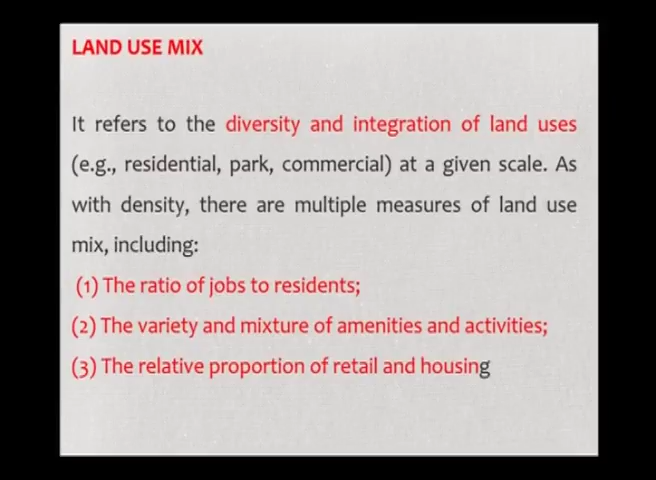 LAND USE MIX
It refers to the diversity and integration of land uses
(e.g., residential, park, commercial) at a given scale. As
with density, there are multiple measures of land use
mix, including:
(1) The ratio of jobs to residents;
(2) The variety and mixture of amenities and activities;
(3) The relative proportion of retail and housing